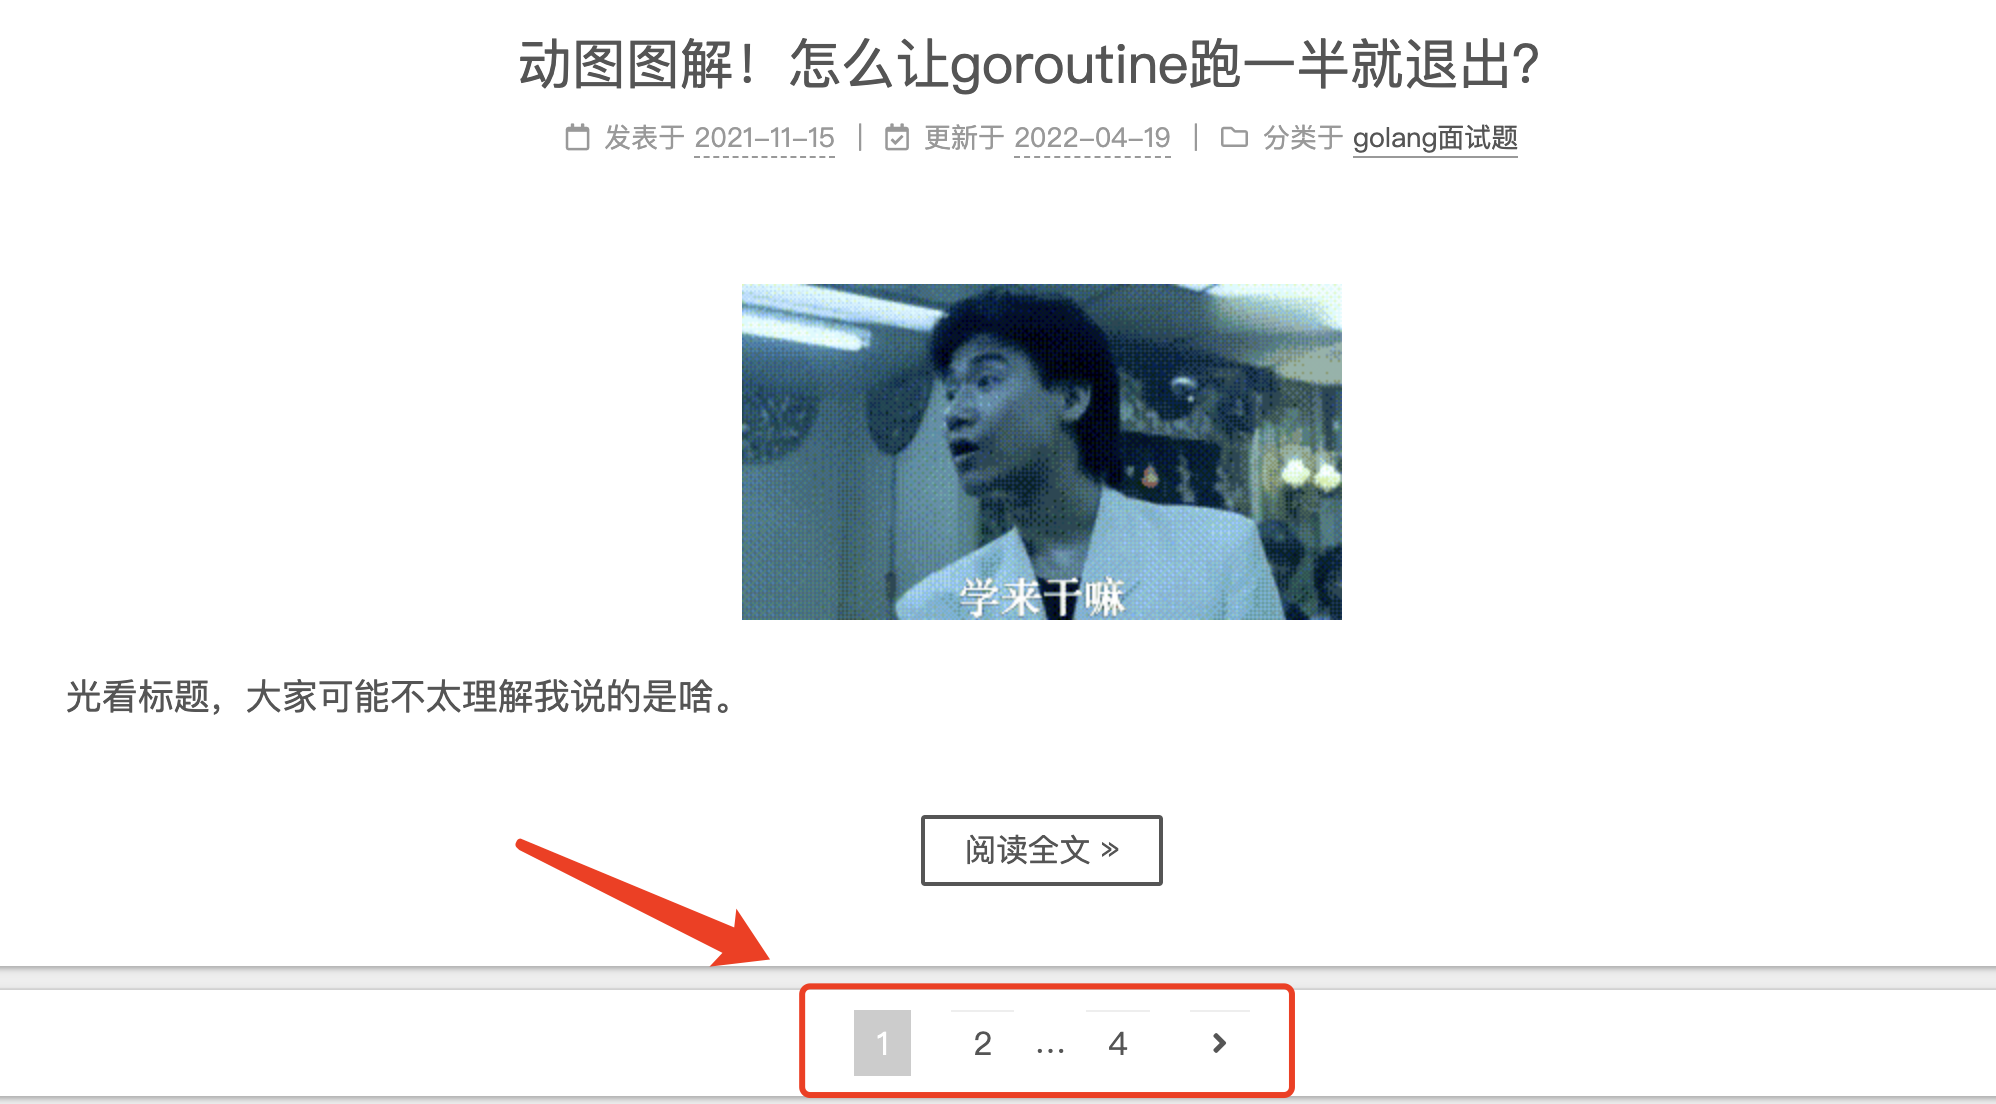 动图图解！怎么让goroutine跑一半就退出?
发表于 2021-11-15 | 更新于 2022-04-19 | 分类于 golang面试题
学来干嘛
光看标题，大家可能不太理解我说的是啥。
阅读全文 »
1 2 … 4